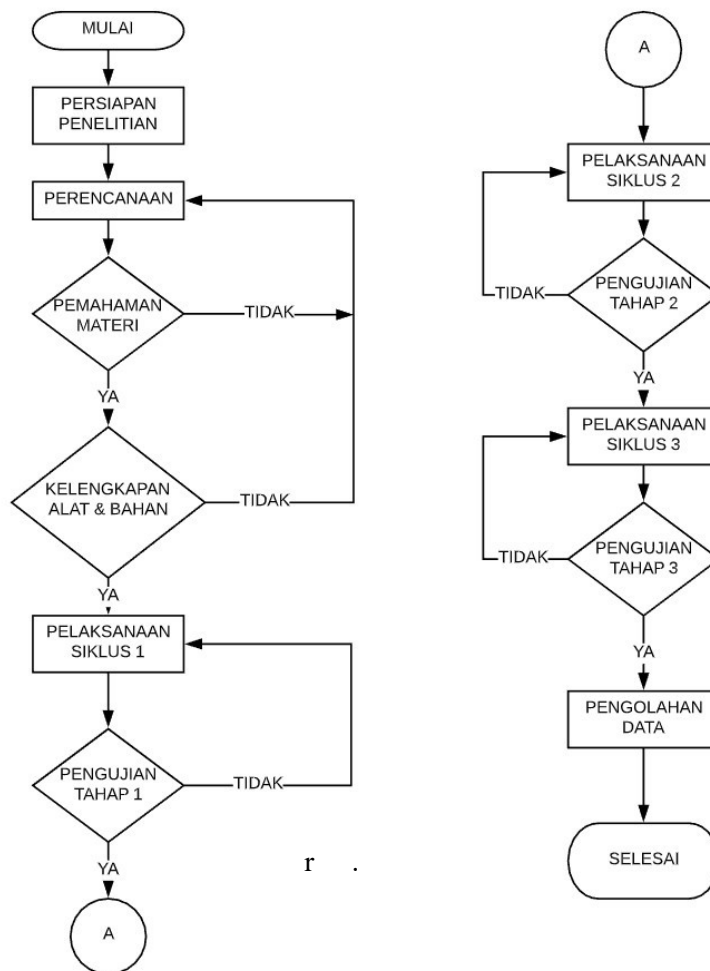 MULAI
PERSIAPAN
PENELITIAN
PERENCANAAN
PEMAHAMAN
MATERI
TIDAK
YA
KELENGKAPAN
ALAT & BAHAN
TIDAK
YA
PELAKSANAAN
SIKLUS 1
PENGUJIAN
TAHAP 1
TIDAK
YA
A
r .
A
PELAKSANAAN
SIKLUS 2
PENGUJIAN
TAHAP 2
TIDAK
YA
PELAKSANAAN
SIKLUS 3
PENGUJIAN
TAHAP 3
TIDAK
YA
PENGOLAHAN
DATA
SELESAI